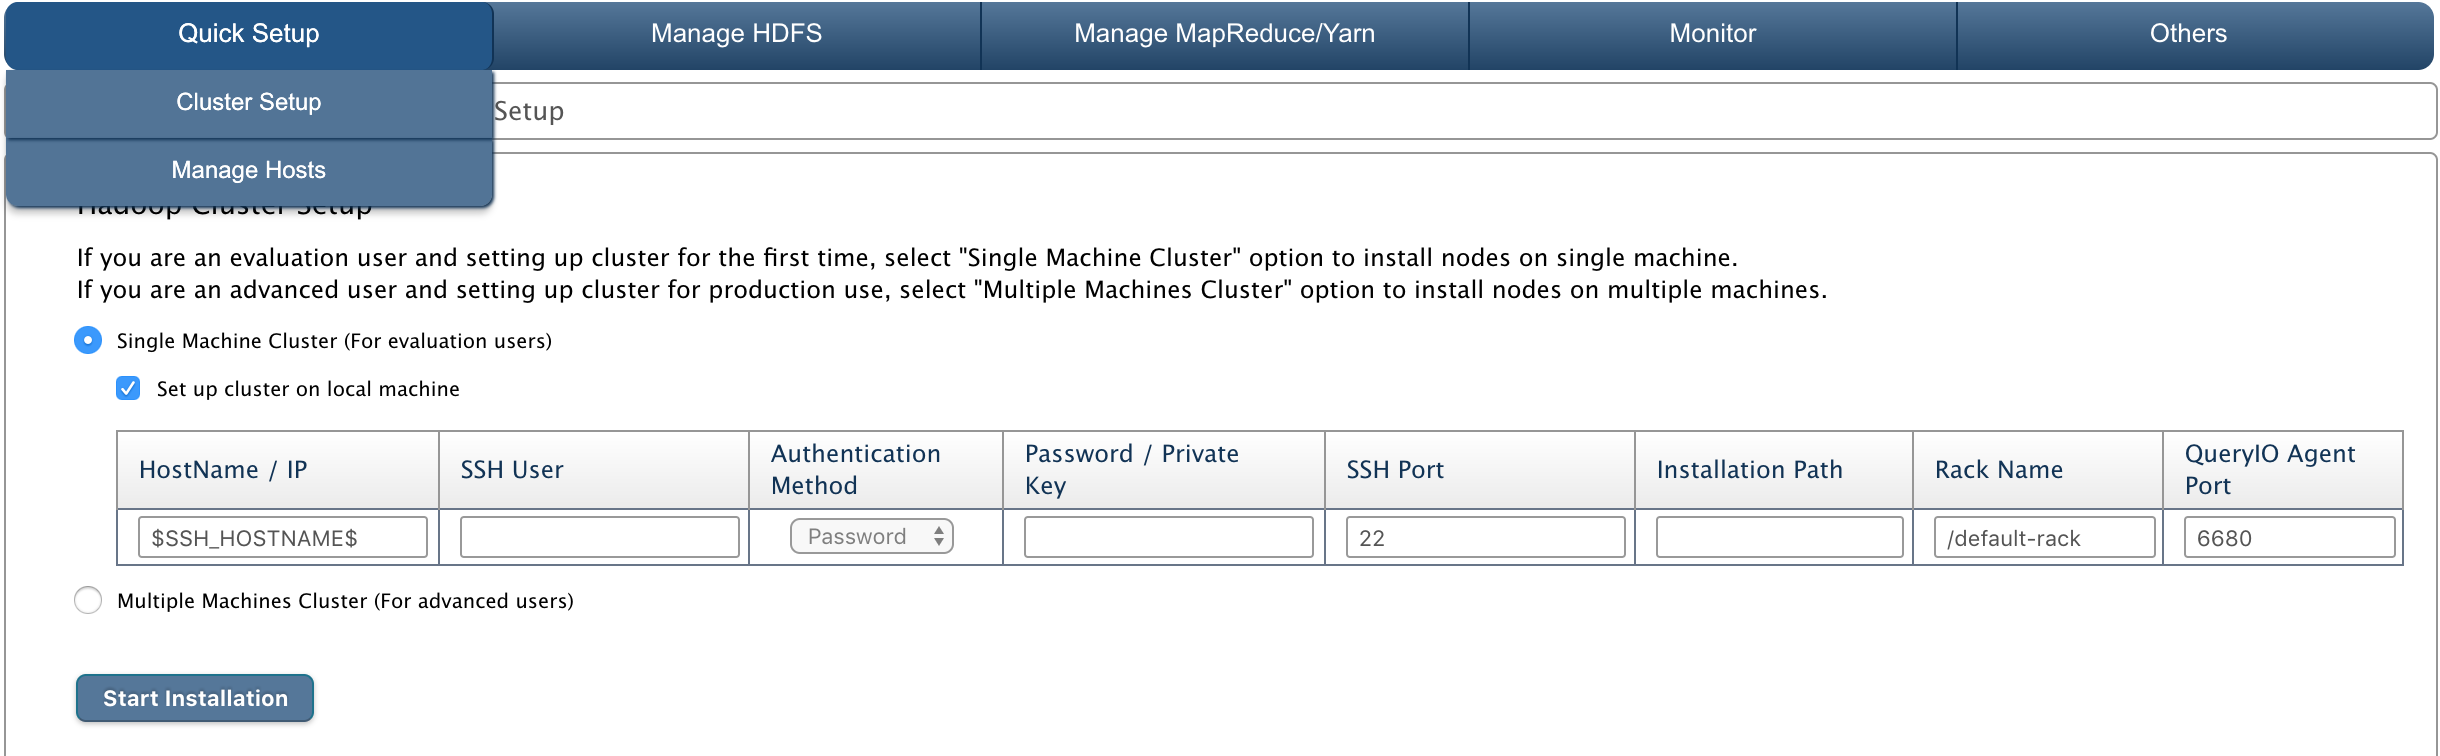 Quick Setup
Manage HDFS
Manage MapReduce/Yarn
Monitor
Others
Cluster Setup
Manage Hosts
Setup
Hadoop Cluster Setup
If you are an evaluation user and setting up cluster for the first time, select "Single Machine Cluster" option to install nodes on single machine.
If you are an advanced user and setting up cluster for production use, select "Multiple Machines Cluster" option to install nodes on multiple machines.
Single Machine Cluster (For evaluation users)
Set up cluster on local machine
HostName / IP
SSH User
Authentication
Method
Password / Private
Key
SSH Port
Installation Path
Rack Name
QueryIO Agent
Port
$SSH_HOSTNAME$
Password
22
/default-rack
6680
Multiple Machines Cluster (For advanced users)
Start Installation